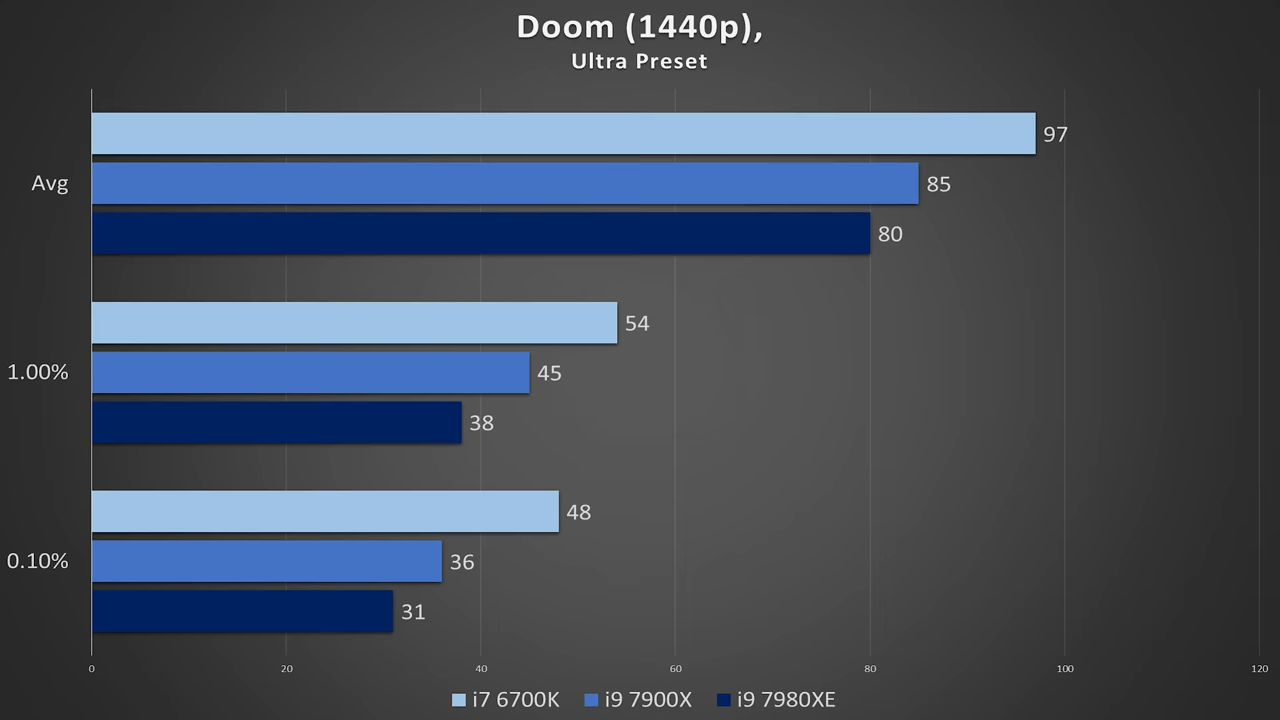 Doom (1440p),
Ultra Preset
97
Avg 85
80
54
1.00% 45
38
48
0.10% 36
31
0 20 40 60 80 100 120
i7 6700K i9 7900X i9 7980XE